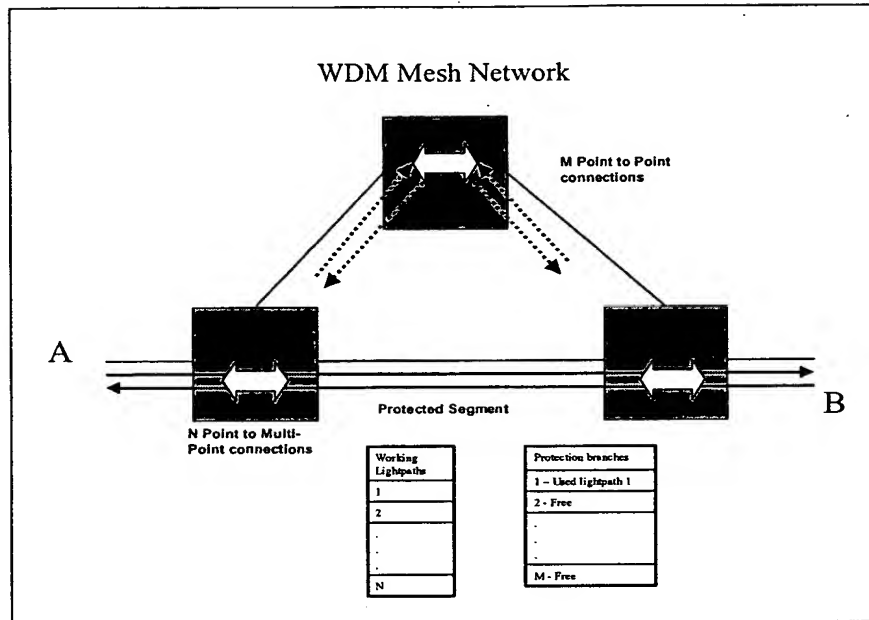 WDM Mesh Network
M Point to Point
connections
A
B
Protected Segment
N Point to Multi-
Point connections
Working
Lightpaths
1
2
.
.
.
N
Protection branches
1 – Used lightpath 1
2 - Free
.
.
.
M - Free